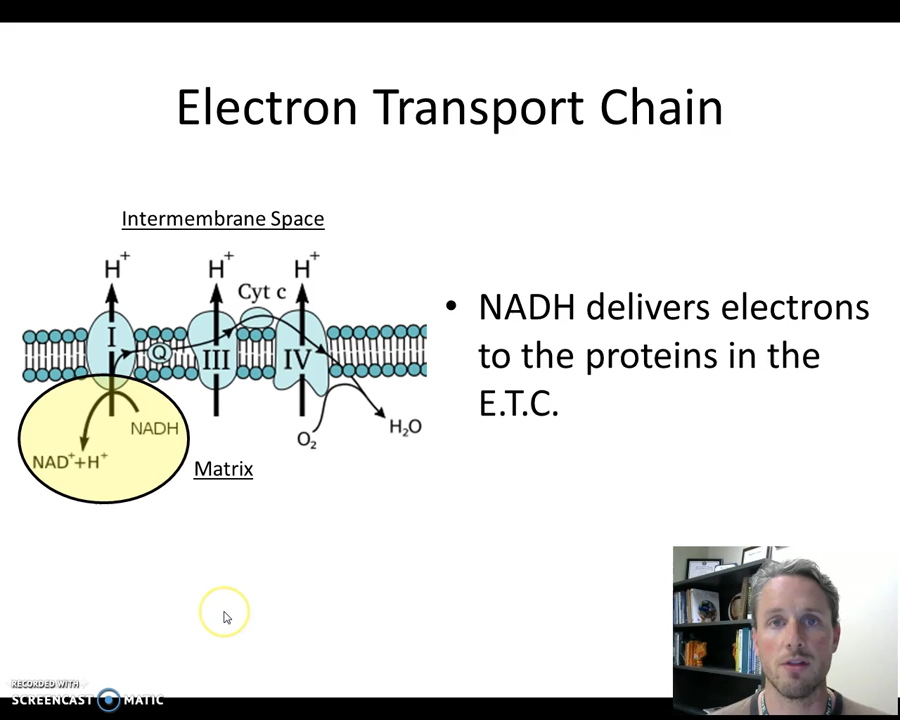 Electron Transport Chain
Intermembrane Space
H+ H+ H+
Cyt c
I Q III IV
NADH
NAD++H+
O2
H2O
Matrix
• NADH delivers electrons
to the proteins in the
E.T.C.
RECORDED WITH
SCREENCAST MATIC